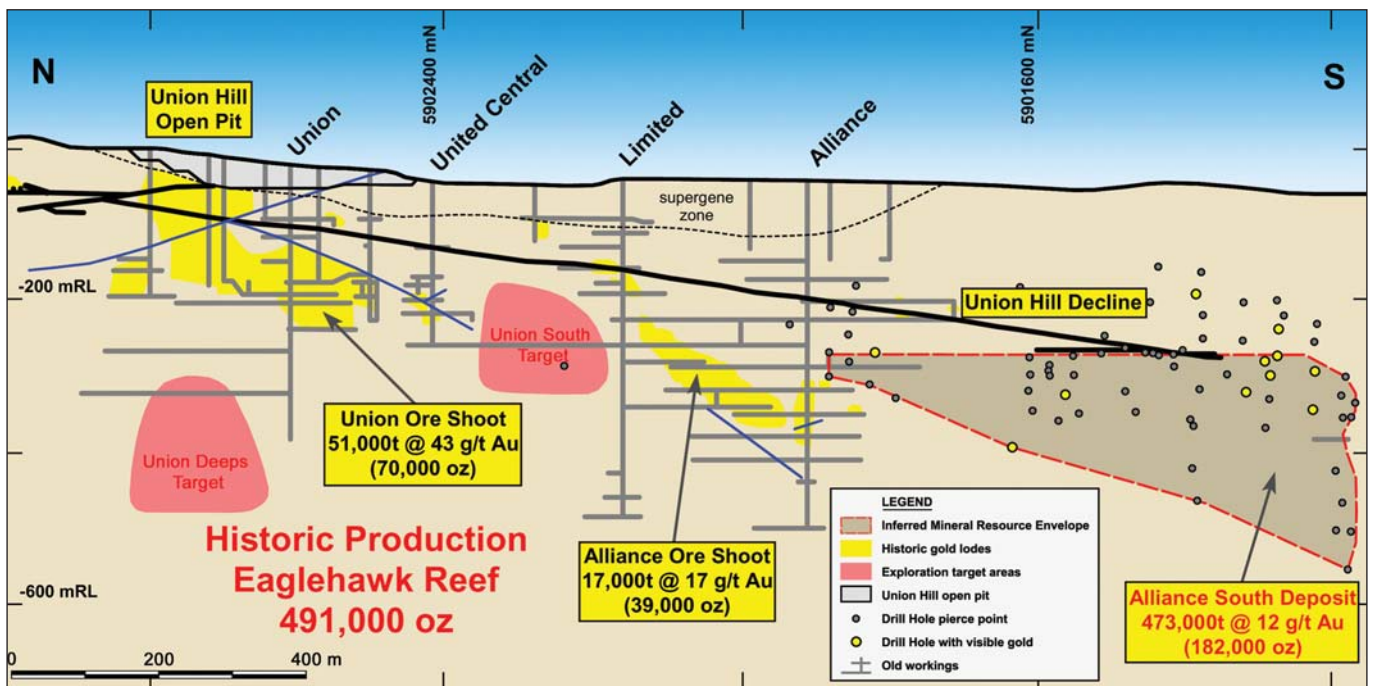 N
S
Union Hill
Open Pit
Union
5902400 mN
United Central
Limited
Alliance
5901600 mN
supergene
zone
-200 mRL
Union Hill Decline
Union South
Target
Union Ore Shoot
51,000t @ 43 g/t Au
(70,000 oz)
Union Deeps
Target
Historic Production
Eaglehawk Reef
491,000 oz
Alliance Ore Shoot
17,000t @ 17 g/t Au
(39,000 oz)
LEGEND
Inferred Mineral Resource Envelope
Historic gold lodes
Exploration target areas
Union Hill open pit
Drill Hole pierce point
Drill Hole with visible gold
Old workings
Alliance South Deposit
473,000t @ 12 g/t Au
(182,000 oz)
-600 mRL
0 200 400 m